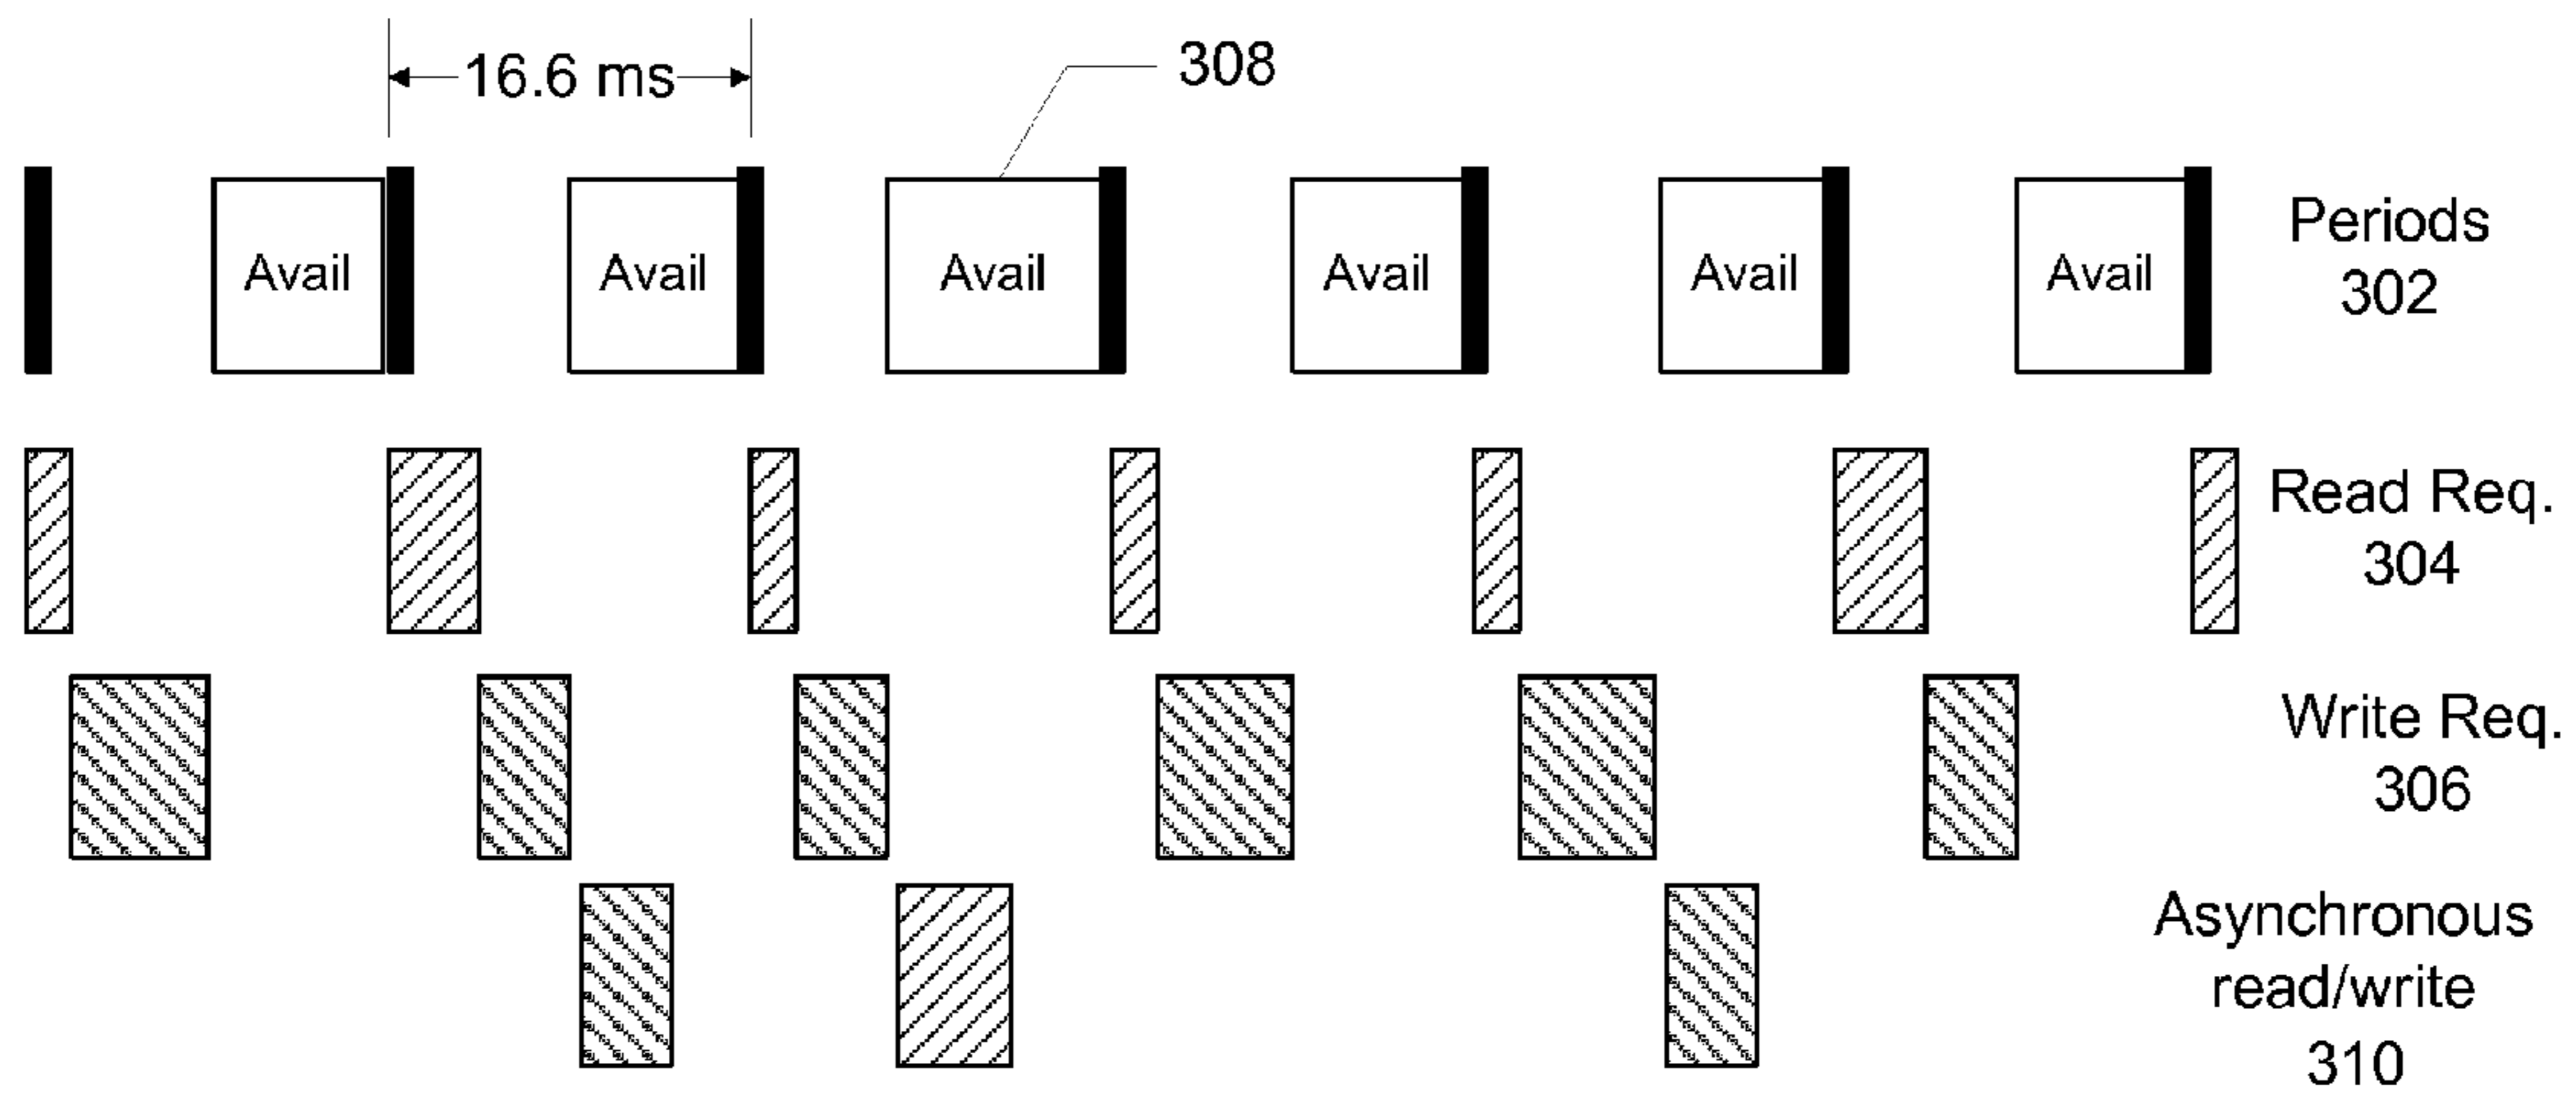 16.6 ms
308
Avail
Avail
Avail
Avail
Avail
Avail
Periods
302
Read Req.
304
Write Req.
306
Asynchronous
read/write
310